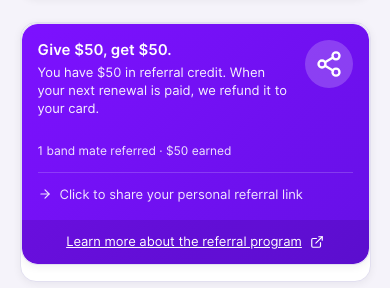 Give $50, get $50.
You have $50 in referral credit. When
your next renewal is paid, we refund it to
your card.
1 band mate referred · $50 earned
Click to share your personal referral link
Learn more about the referral program